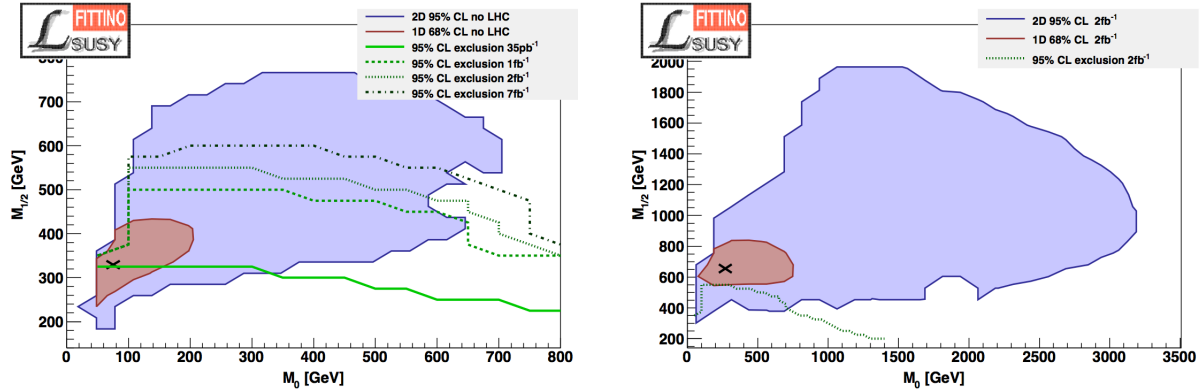 FITTINO
SUSY
2D 95% CL no LHC
1D 68% CL no LHC
95% CL exclusion 35pb⁻¹
95% CL exclusion 1fb⁻¹
95% CL exclusion 2fb⁻¹
95% CL exclusion 7fb⁻¹
M₁/₂ [GeV]
700
600
500
400
300
200
0 100 200 300 400 500 600 700 800
M₀ [GeV]
FITTINO
SUSY
2D 95% CL 2fb⁻¹
1D 68% CL 2fb⁻¹
95% CL exclusion 2fb⁻¹
M₁/₂ [GeV]
2000
1800
1600
1400
1200
1000
800
600
400
200
0 500 1000 1500 2000 2500 3000 3500
M₀ [GeV]